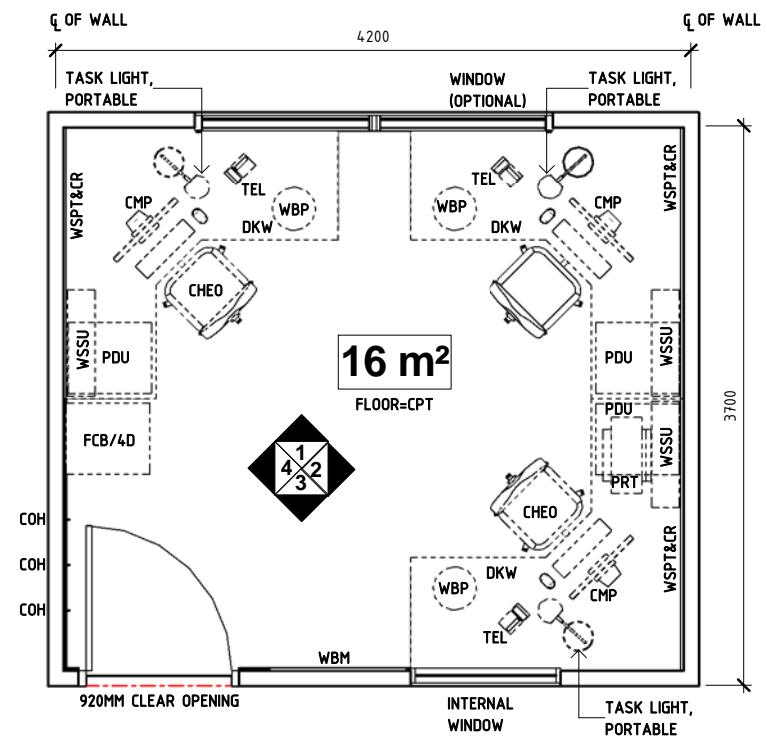 ℄ OF WALL
℄ OF WALL
4200
TASK LIGHT,
PORTABLE
WINDOW
(OPTIONAL)
TASK LIGHT,
PORTABLE
WSPT&CR
CMP
TEL
WBP
DKW
CHEO
TEL
WBP
DKW
CMP
WSPT&CR
WSSU
PDU
16 m²
FLOOR=CPT
PDU
WSSU
3700
FCB/4D
1
4 2
3
PDU
WSSU
PRT
CHEO
COH
COH
COH
WSPT&CR
DKW
WBP
CMP
TEL
WBM
920MM CLEAR OPENING
INTERNAL
WINDOW
TASK LIGHT,
PORTABLE